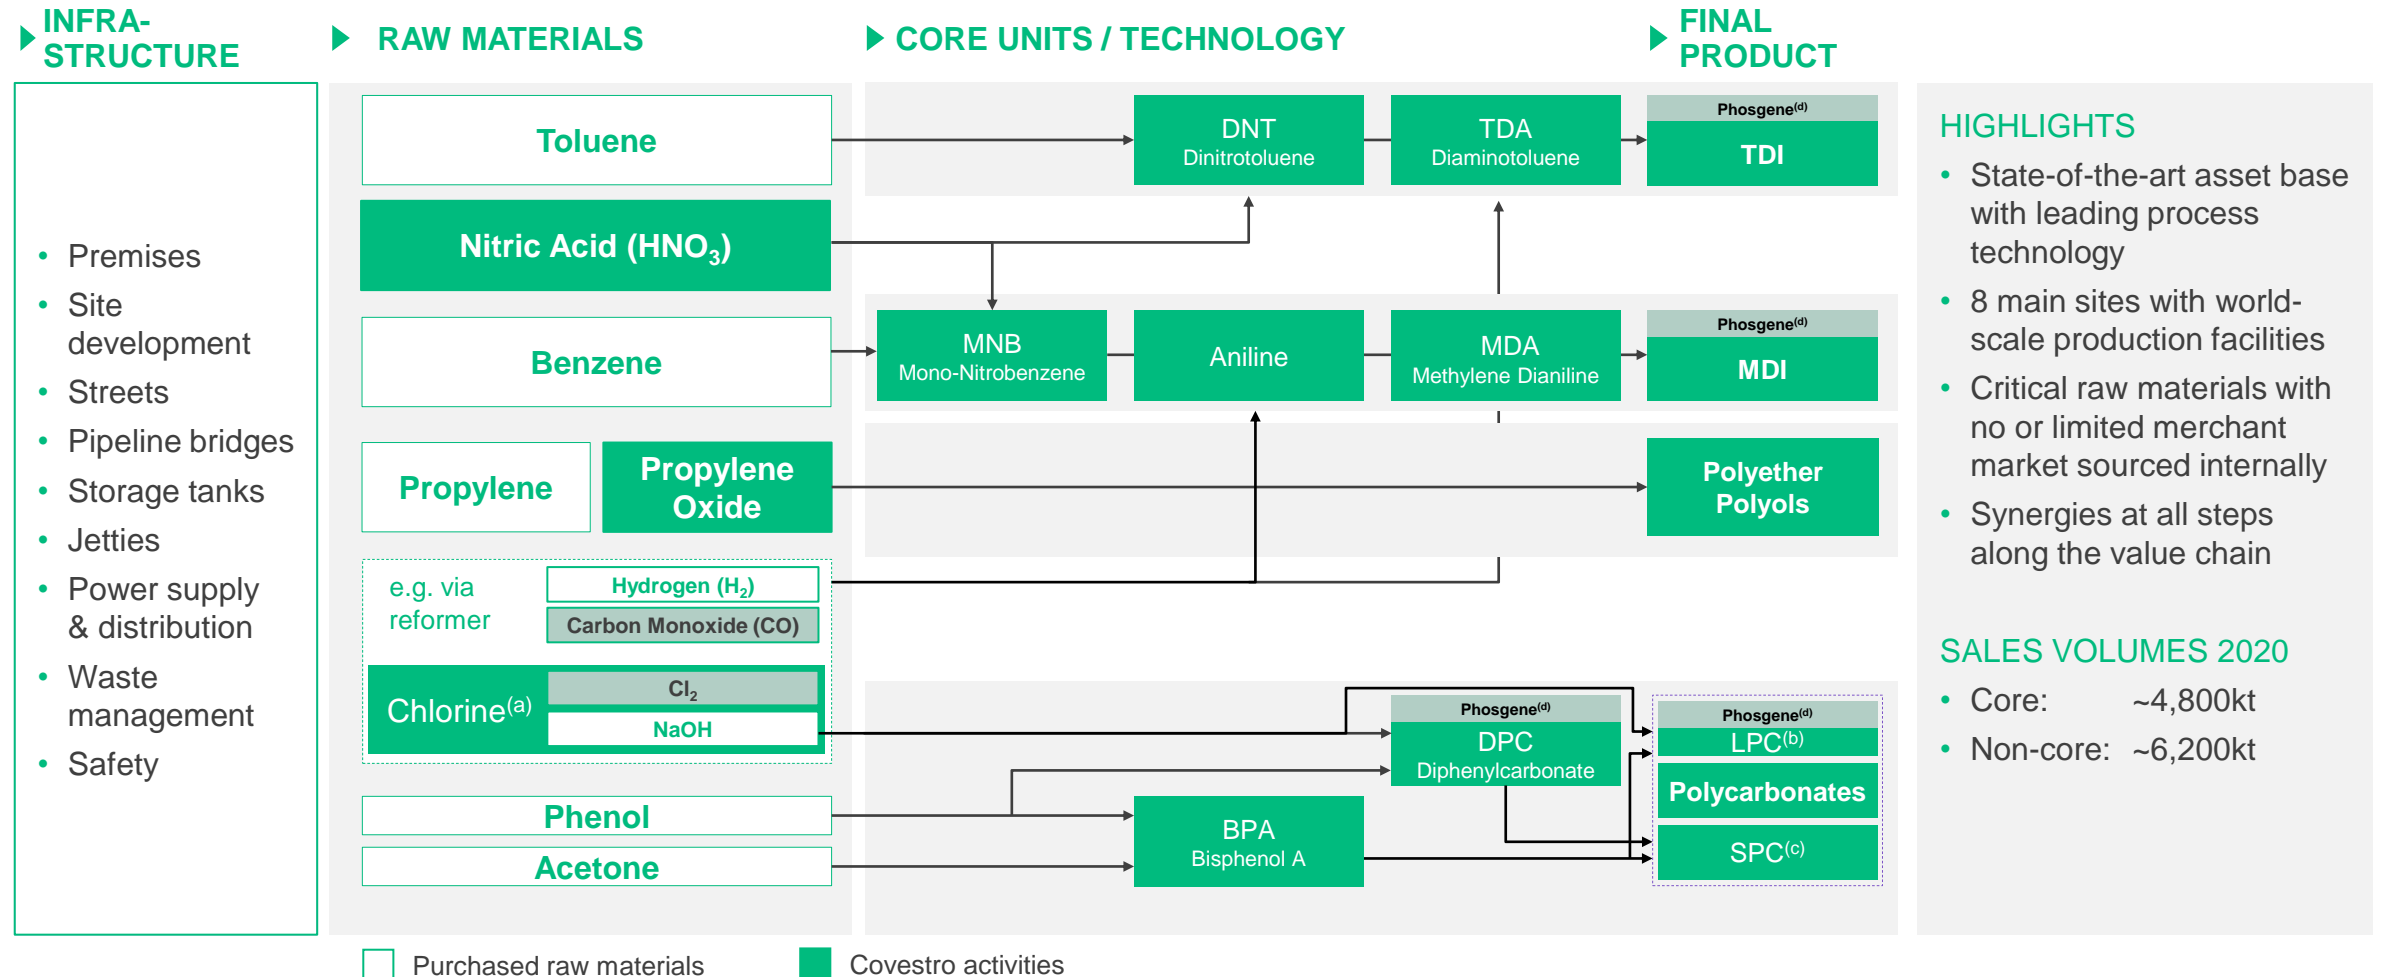 INFRA-
STRUCTURE
RAW MATERIALS
CORE UNITS / TECHNOLOGY
FINAL
PRODUCT
• Premises
• Site
development
• Streets
• Pipeline bridges
• Storage tanks
• Jetties
• Power supply
& distribution
• Waste
management
• Safety
Toluene
Nitric Acid (HNO3)
Benzene
Propylene
Propylene
Oxide
e.g. via
reformer
Hydrogen (H2)
Carbon Monoxide (CO)
Chlorine(a)
Cl2
NaOH
Phenol
Acetone
DNT
Dinitrotoluene
TDA
Diaminotoluene
Phosgene(d)
TDI
MNB
Mono-Nitrobenzene
Aniline
MDA
Methylene Dianiline
Phosgene(d)
MDI
Polyether
Polyols
Phosgene(d)
DPC
Diphenylcarbonate
BPA
Bisphenol A
Phosgene(d)
LPC(b)
Polycarbonates
SPC(c)
HIGHLIGHTS
• State-of-the-art asset base
with leading process
technology
• 8 main sites with world-
scale production facilities
• Critical raw materials with
no or limited merchant
market sourced internally
• Synergies at all steps
along the value chain
SALES VOLUMES 2020
• Core: ~4,800kt
• Non-core: ~6,200kt
Purchased raw materials
Covestro activities